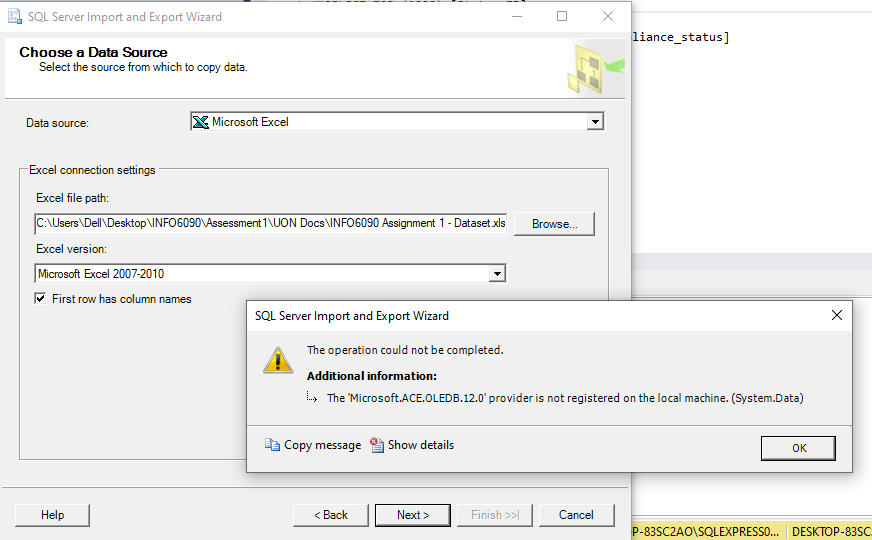 SQL Server Import and Export Wizard
liance_status]
Choose a Data Source
Select the source from which to copy data.
Data source:
Microsoft Excel
Excel connection settings
Excel file path:
C:\Users\Dell\Desktop\INFO6090\Assessment1\UON Docs\INFO6090 Assignment 1 - Dataset.xls
Browse...
Excel version:
Microsoft Excel 2007-2010
First row has column names
SQL Server Import and Export Wizard
The operation could not be completed.
Additional information:
The 'Microsoft.ACE.OLEDB.12.0' provider is not registered on the local machine. (System.Data)
Copy message
Show details
OK
Help
< Back
Next >
Finish >>|
Cancel
P-83SC2AO\SQLEXPRESS0...
DESKTOP-83SC